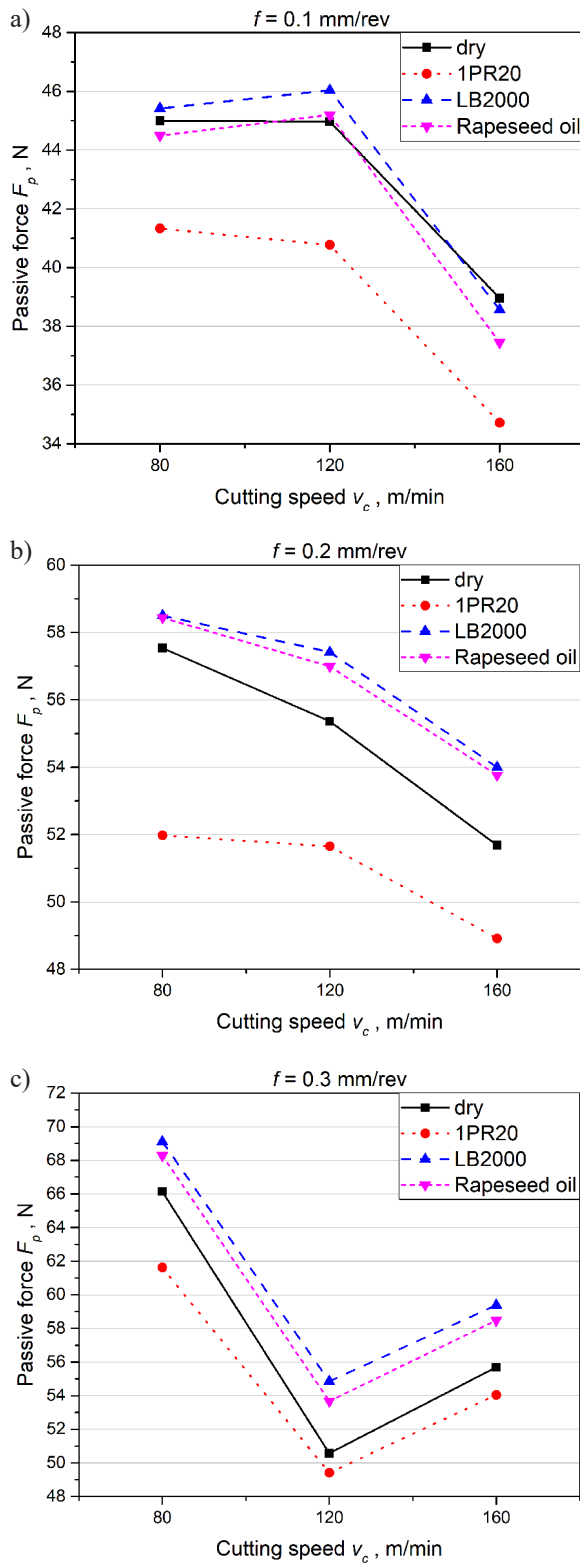 a)
f = 0.1 mm/rev
dry
1PR20
LB2000
Rapeseed oil
48
46
44
42
40
38
36
34
Passive force Fp , N
80
120
160
Cutting speed vc , m/min
b)
f = 0.2 mm/rev
dry
1PR20
LB2000
Rapeseed oil
60
58
56
54
52
50
48
Passive force Fp , N
80
120
160
Cutting speed vc , m/min
c)
f = 0.3 mm/rev
dry
1PR20
LB2000
Rapeseed oil
72
70
68
66
64
62
60
58
56
54
52
50
48
Passive force Fp , N
80
120
160
Cutting speed vc , m/min